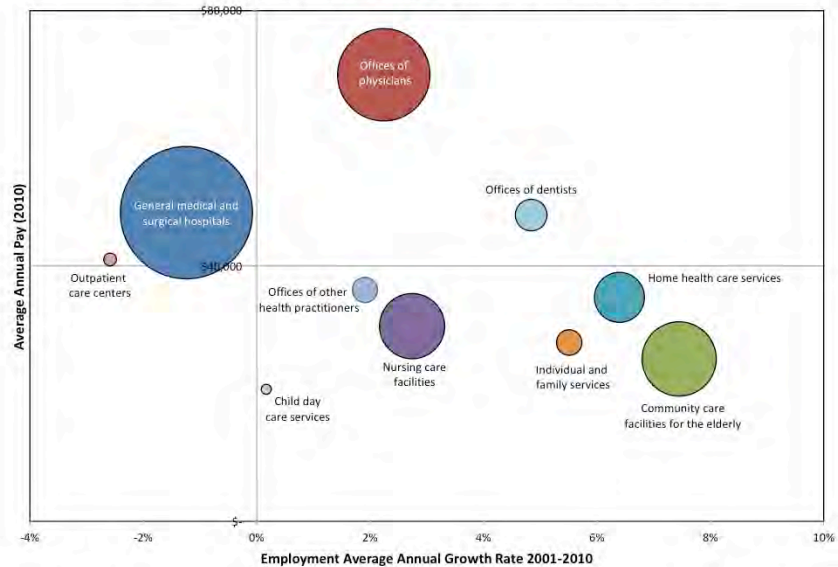 $80,000
Offices of
physicians
General medical and
surgical hospitals
Offices of dentists
$40,000
Outpatient
care centers
Offices of other
health practitioners
Home health care services
Nursing care
facilities
Individual and
family services
Child day
care services
Community care
facilities for the elderly
$-
-4%
-2%
0%
2%
4%
6%
8%
10%
Average Annual Pay (2010)
Employment Average Annual Growth Rate 2001-2010